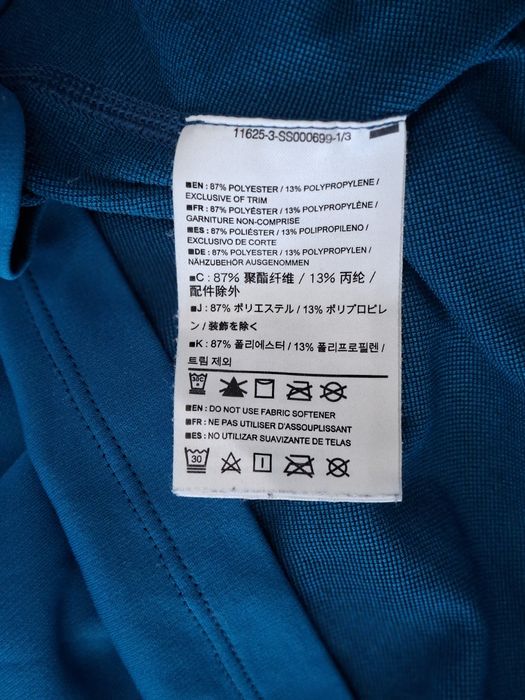 11625-3-SS000699-1/3
■EN : 87% POLYESTER / 13% POLYPROPYLENE /
EXCLUSIVE OF TRIM
■FR : 87% POLYESTER / 13% POLYPROPYLÈNE /
GARNITURE NON-COMPRISE
■ES : 87% POLIÉSTER / 13% POLIPROPILENO /
EXCLUSIVO DE CORTE
■DE : 87% POLYESTER / 13% POLYPROPYLEN /
NÄHZUBEHÖR AUSGENOMMEN
■C : 87% 聚酯纤维 / 13% 丙纶 /
配件除外
■J : 87% ポリエステル / 13% ポリプロピレ
ン / 装飾を除く
■K : 87% 폴리에스터 / 13% 폴리프로필렌 /
트림 제외
30C
■EN : DO NOT USE FABRIC SOFTENER
■FR : NE PAS UTILISER D'ASSOUPLISSANT
■ES : NO UTILIZAR SUAVIZANTE DE TELAS
30